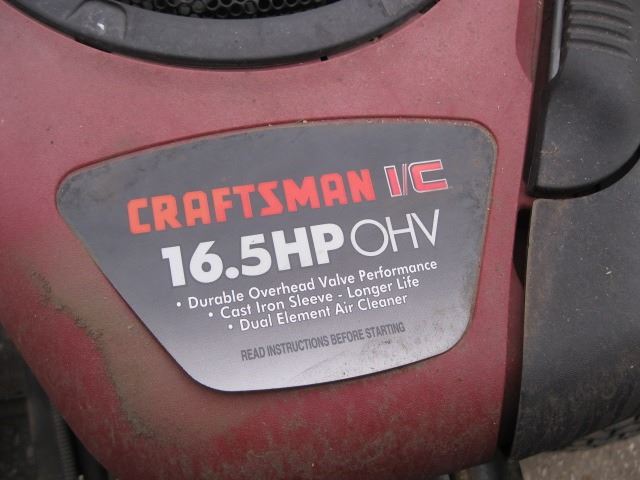 CRAFTSMAN I/C
16.5HP OHV
• Durable Overhead Valve Performance
• Cast Iron Sleeve - Longer Life
• Dual Element Air Cleaner
READ INSTRUCTIONS BEFORE STARTING